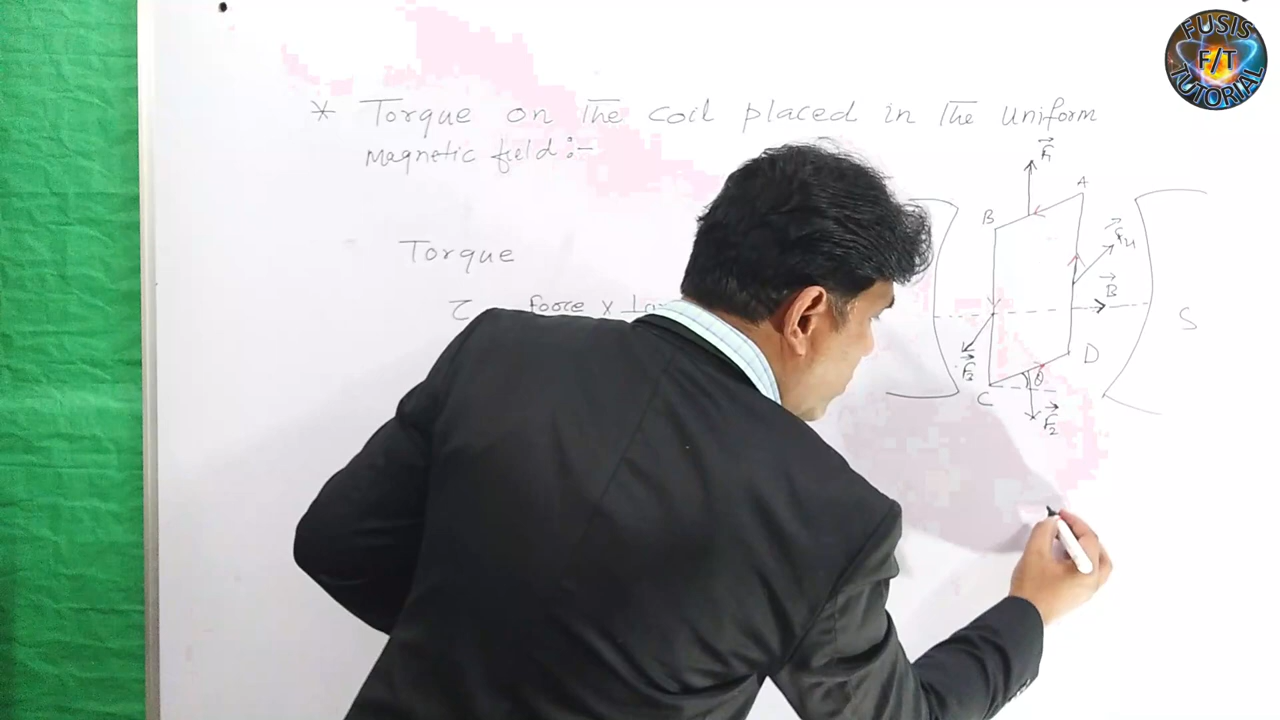 * Torque on The coil placed in The uniform
magnetic field :-
Torque
τ force x
F₁
A
B
F₄
B
S
D
F₃
θ
C
F₂
FUSIS
F/T
TUTORIAL